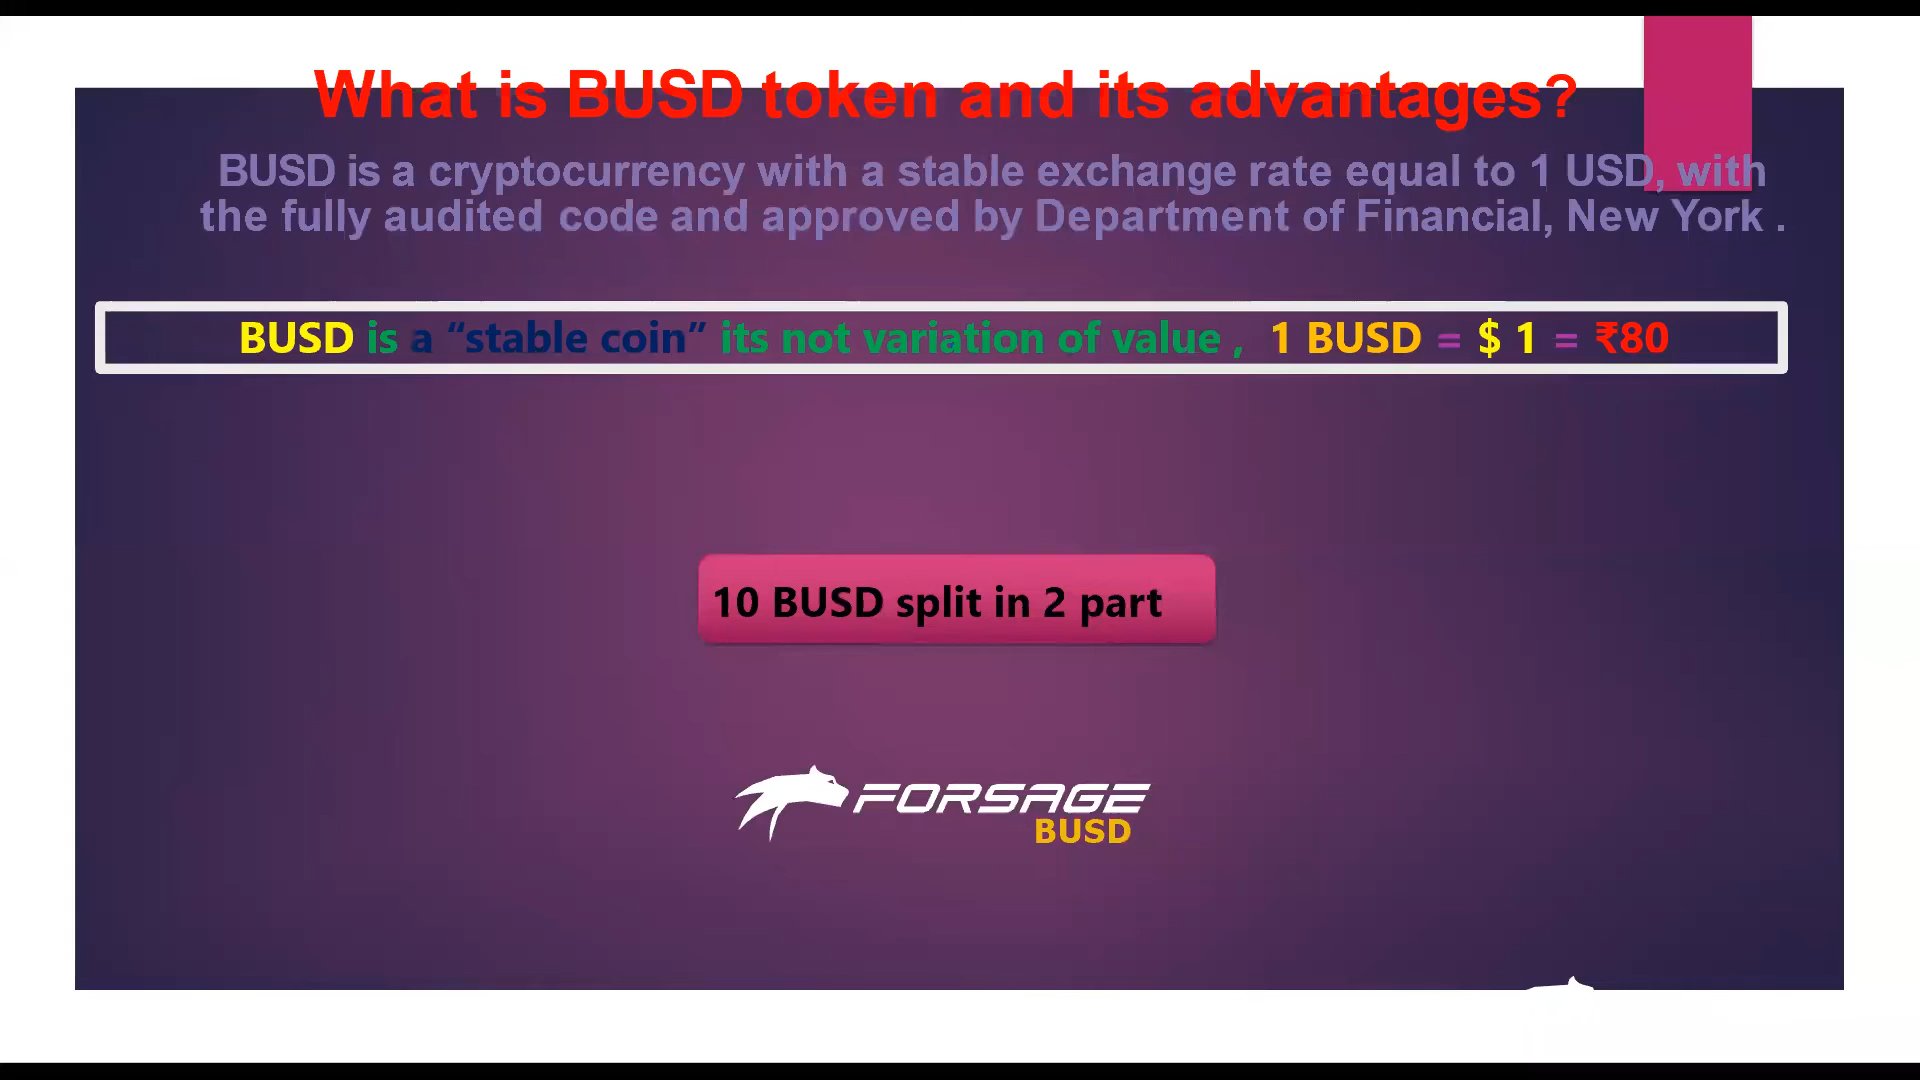 What is BUSD token and its advantages?
BUSD is a cryptocurrency with a stable exchange rate equal to 1 USD, with
the fully audited code and approved by Department of Financial, New York .
BUSD is a “stable coin” its not variation of value , 1 BUSD = $ 1 = ₹80
10 BUSD split in 2 part
FORSAGE
BUSD